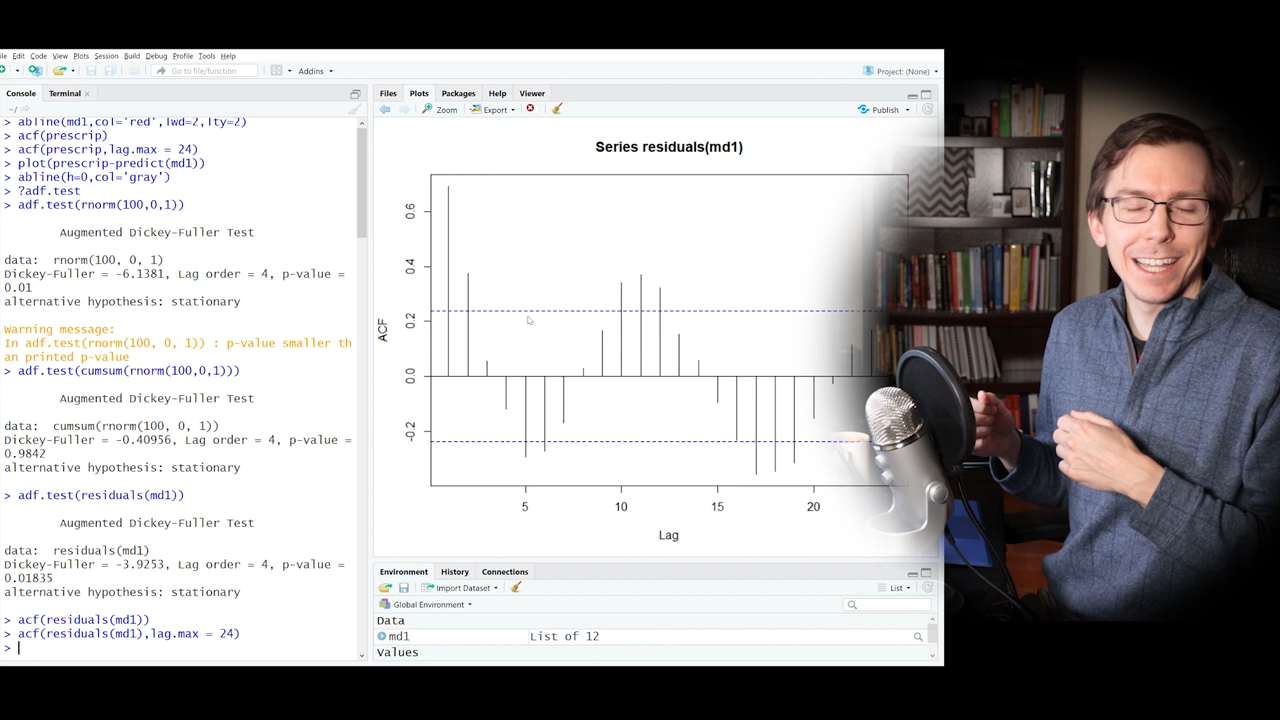 ile Edit Code View Plots Session Build Debug Profile Tools Help
Go to file/function Addins Project: (None)
Console Terminal
~/
> abline(md1,col='red',lwd=2,lty=2)
> acf(prescrip)
> acf(prescrip,lag.max = 24)
> plot(prescrip-predict(md1))
> abline(h=0,col='gray')
> ?adf.test
> adf.test(rnorm(100,0,1))
Augmented Dickey-Fuller Test
data: rnorm(100, 0, 1)
Dickey-Fuller = -6.1381, Lag order = 4, p-value =
0.01
alternative hypothesis: stationary
Warning message:
In adf.test(rnorm(100, 0, 1)) : p-value smaller th
an printed p-value
> adf.test(cumsum(rnorm(100,0,1)))
Augmented Dickey-Fuller Test
data: cumsum(rnorm(100, 0, 1))
Dickey-Fuller = -0.40956, Lag order = 4, p-value =
0.9842
alternative hypothesis: stationary
> adf.test(residuals(md1))
Augmented Dickey-Fuller Test
data: residuals(md1)
Dickey-Fuller = -3.9253, Lag order = 4, p-value =
0.01835
alternative hypothesis: stationary
> acf(residuals(md1))
> acf(residuals(md1),lag.max = 24)
>
Files Plots Packages Help Viewer
Zoom Export Publish
Series residuals(md1)
0.6
0.4
0.2
0.0
-0.2
ACF
5 10 15 20
Lag
Environment History Connections
Import Dataset List
Global Environment
Data
md1 List of 12
Values